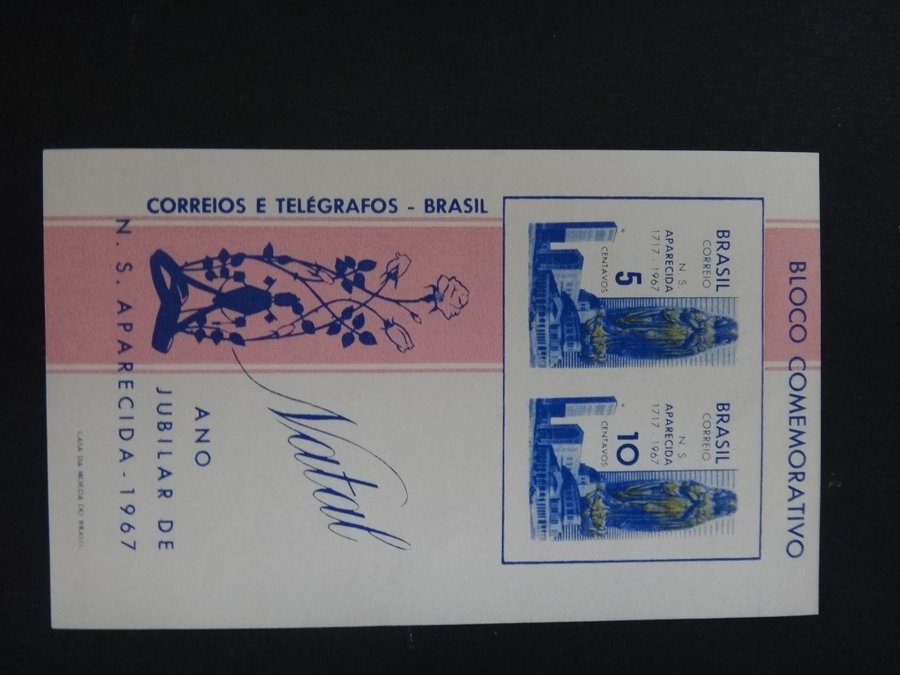 BLOCO COMEMORATIVO
BRASIL
CORREIO
N S
APARECIDA
1717 - 1967
5
CENTAVOS
BRASIL
CORREIO
N S
APARECIDA
1717 - 1967
10
CENTAVOS
CORREIOS E TELÉGRAFOS - BRASIL
Natal
ANO
JUBILAR DE
N. S. APARECIDA - 1967
CASA DA MOEDA DO BRASIL